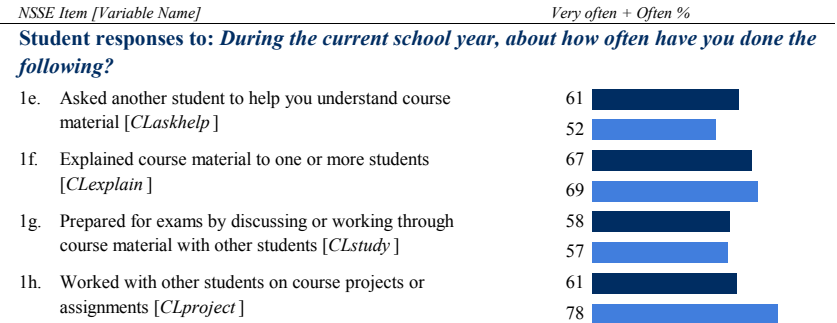 NSSE Item [Variable Name] Very often + Often %
Student responses to: During the current school year, about how often have you done the
following?
1e. Asked another student to help you understand course 61
material [CLaskhelp ] 52
1f. Explained course material to one or more students 67
[CLexplain ] 69
1g. Prepared for exams by discussing or working through 58
course material with other students [CLstudy ] 57
1h. Worked with other students on course projects or 61
assignments [CLproject ] 78